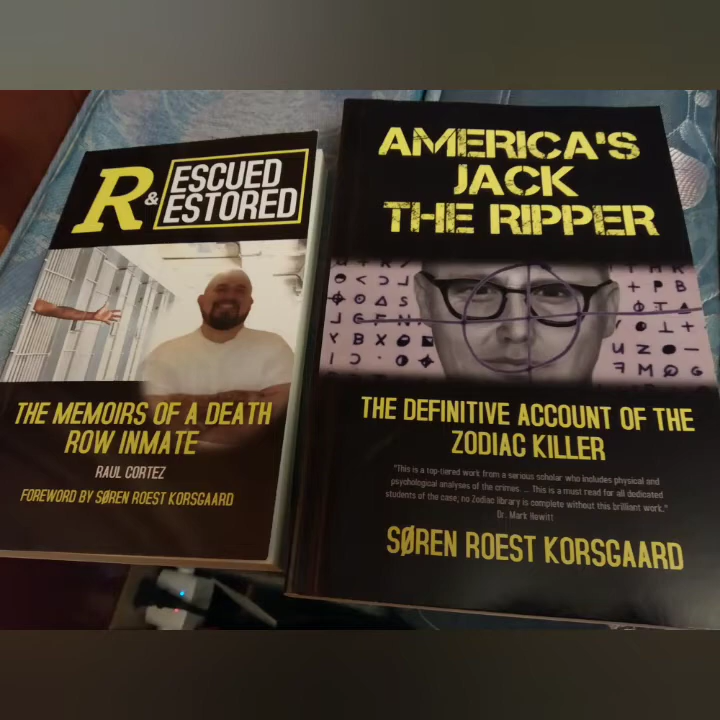 R & ESCUED
ESTORED
THE MEMOIRS OF A DEATH
ROW INMATE
RAUL CORTEZ
FOREWORD BY SØREN ROEST KORSGAARD
AMERICA'S
JACK
THE RIPPER
THE DEFINITIVE ACCOUNT OF THE
ZODIAC KILLER
"This is a top-tiered work from a serious scholar who includes physical and
psychological analyses of the crimes. ... This is a must read for all dedicated
students of the case; no Zodiac library is complete without this brilliant work."
Dr. Mark Hewitt
SØREN ROEST KORSGAARD